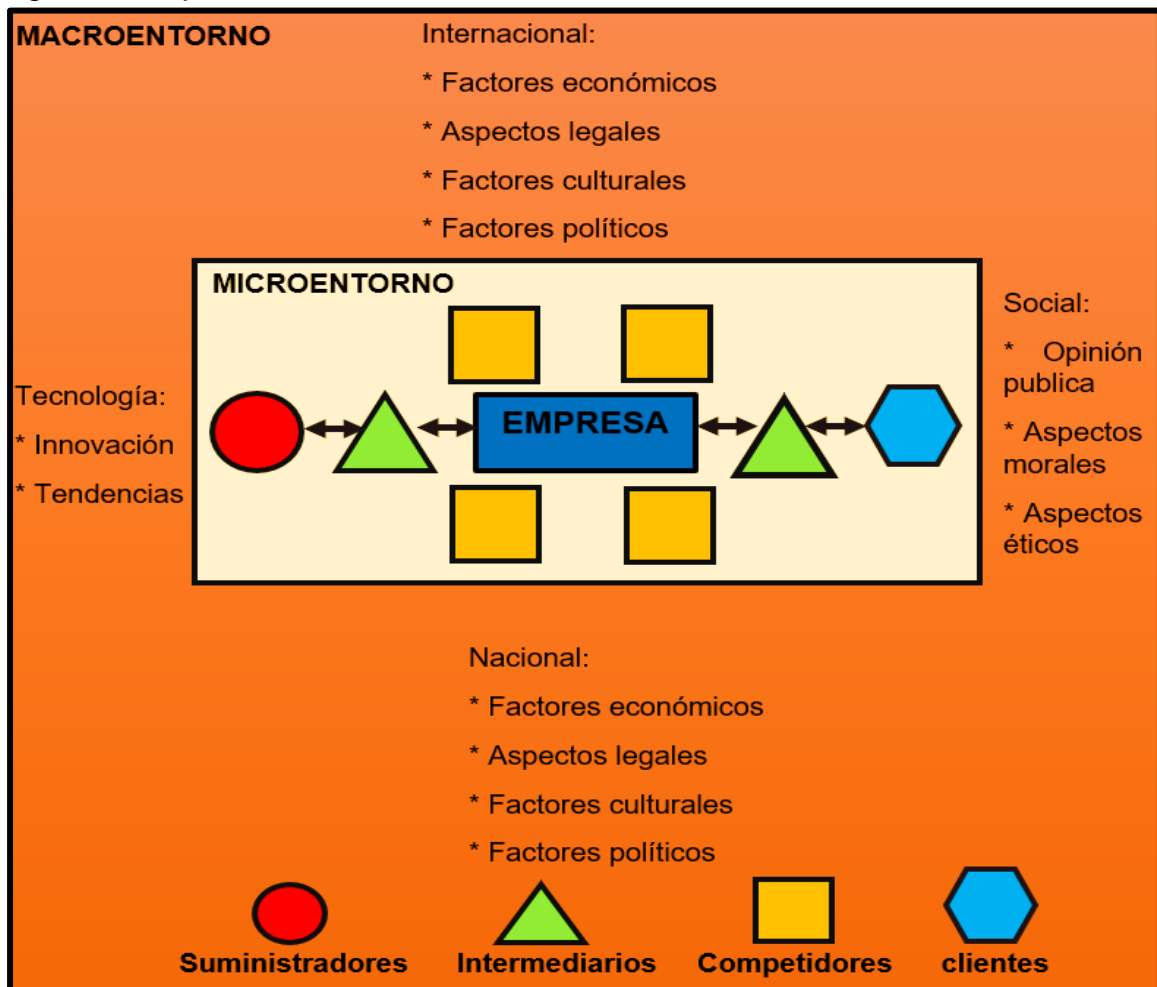 MACROENTORNO
Internacional:
* Factores económicos
* Aspectos legales
* Factores culturales
* Factores políticos
MICROENTORNO
EMPRESA
Tecnología:
* Innovación
* Tendencias
Social:
* Opinión
publica
* Aspectos
morales
* Aspectos
éticos
Nacional:
* Factores económicos
* Aspectos legales
* Factores culturales
* Factores políticos
Suministradores
Intermediarios
Competidores
clientes